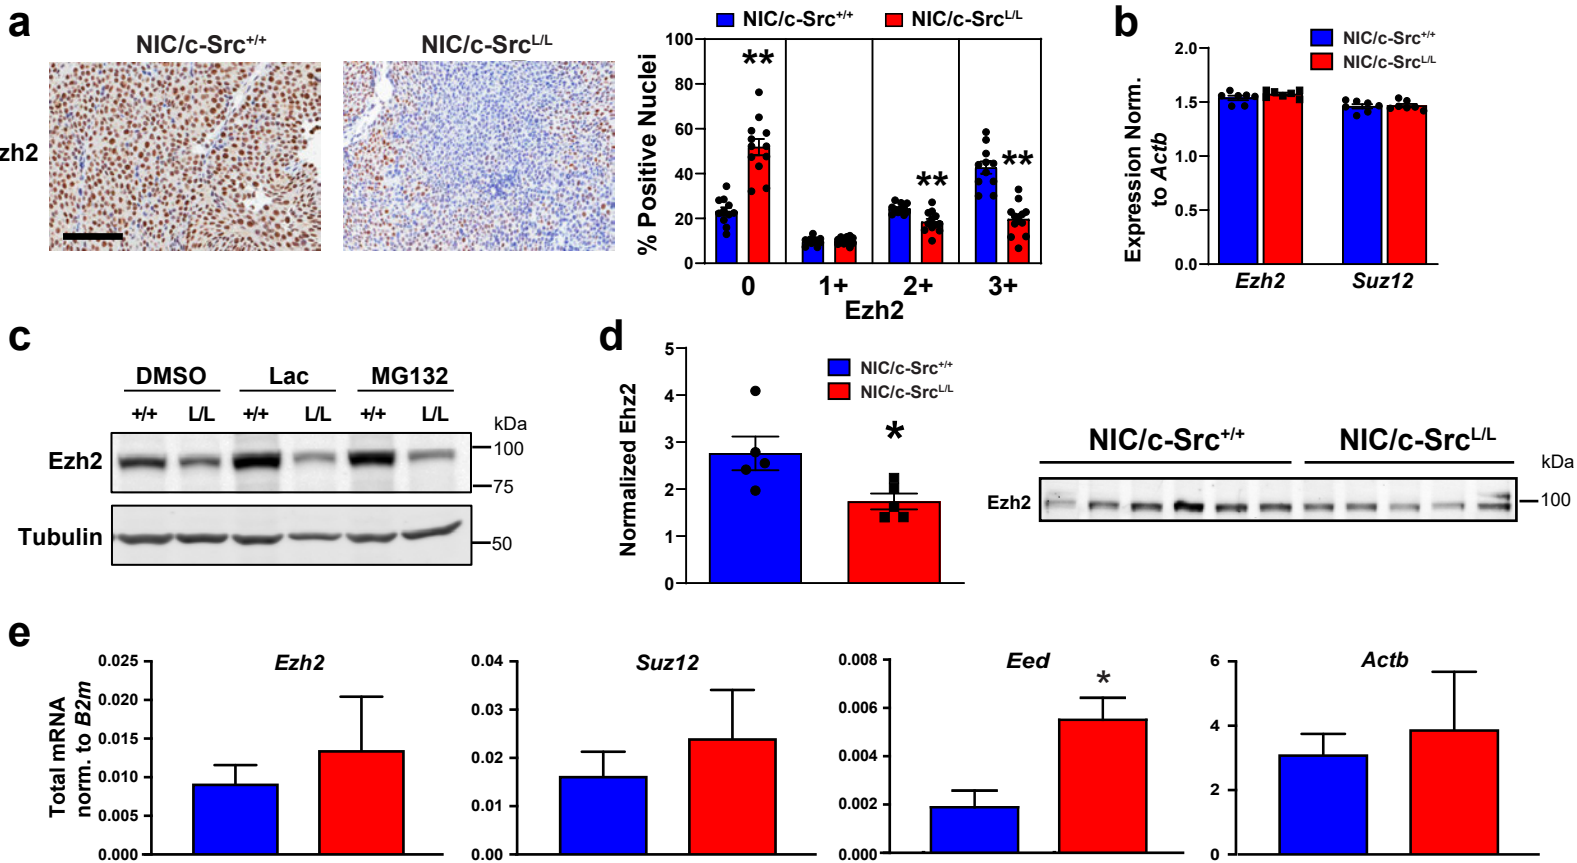 a
NIC/c-Src+/+
NIC/c-SrcL/L
zh2
NIC/c-Src+/+
NIC/c-SrcL/L
% Positive Nuclei
100
80
60
40
20
0
**
**
**
0
1+
2+
3+
Ezh2
b
NIC/c-Src+/+
NIC/c-SrcL/L
Expression Norm.
to Actb
2.0
1.5
1.0
0.5
0.0
Ezh2
Suz12
c
DMSO
Lac
MG132
+/+
L/L
+/+
L/L
+/+
L/L
kDa
Ezh2
100
75
Tubulin
50
d
Normalized Ehz2
5
4
3
2
1
0
NIC/c-Src+/+
NIC/c-SrcL/L
*
NIC/c-Src+/+
NIC/c-SrcL/L
kDa
Ezh2
100
e
Total mRNA
norm. to B2m
Ezh2
0.025
0.020
0.015
0.010
0.005
0.000
Suz12
0.04
0.03
0.02
0.01
0.00
Eed
0.008
0.006
0.004
0.002
0.000
*
Actb
6
4
2
0